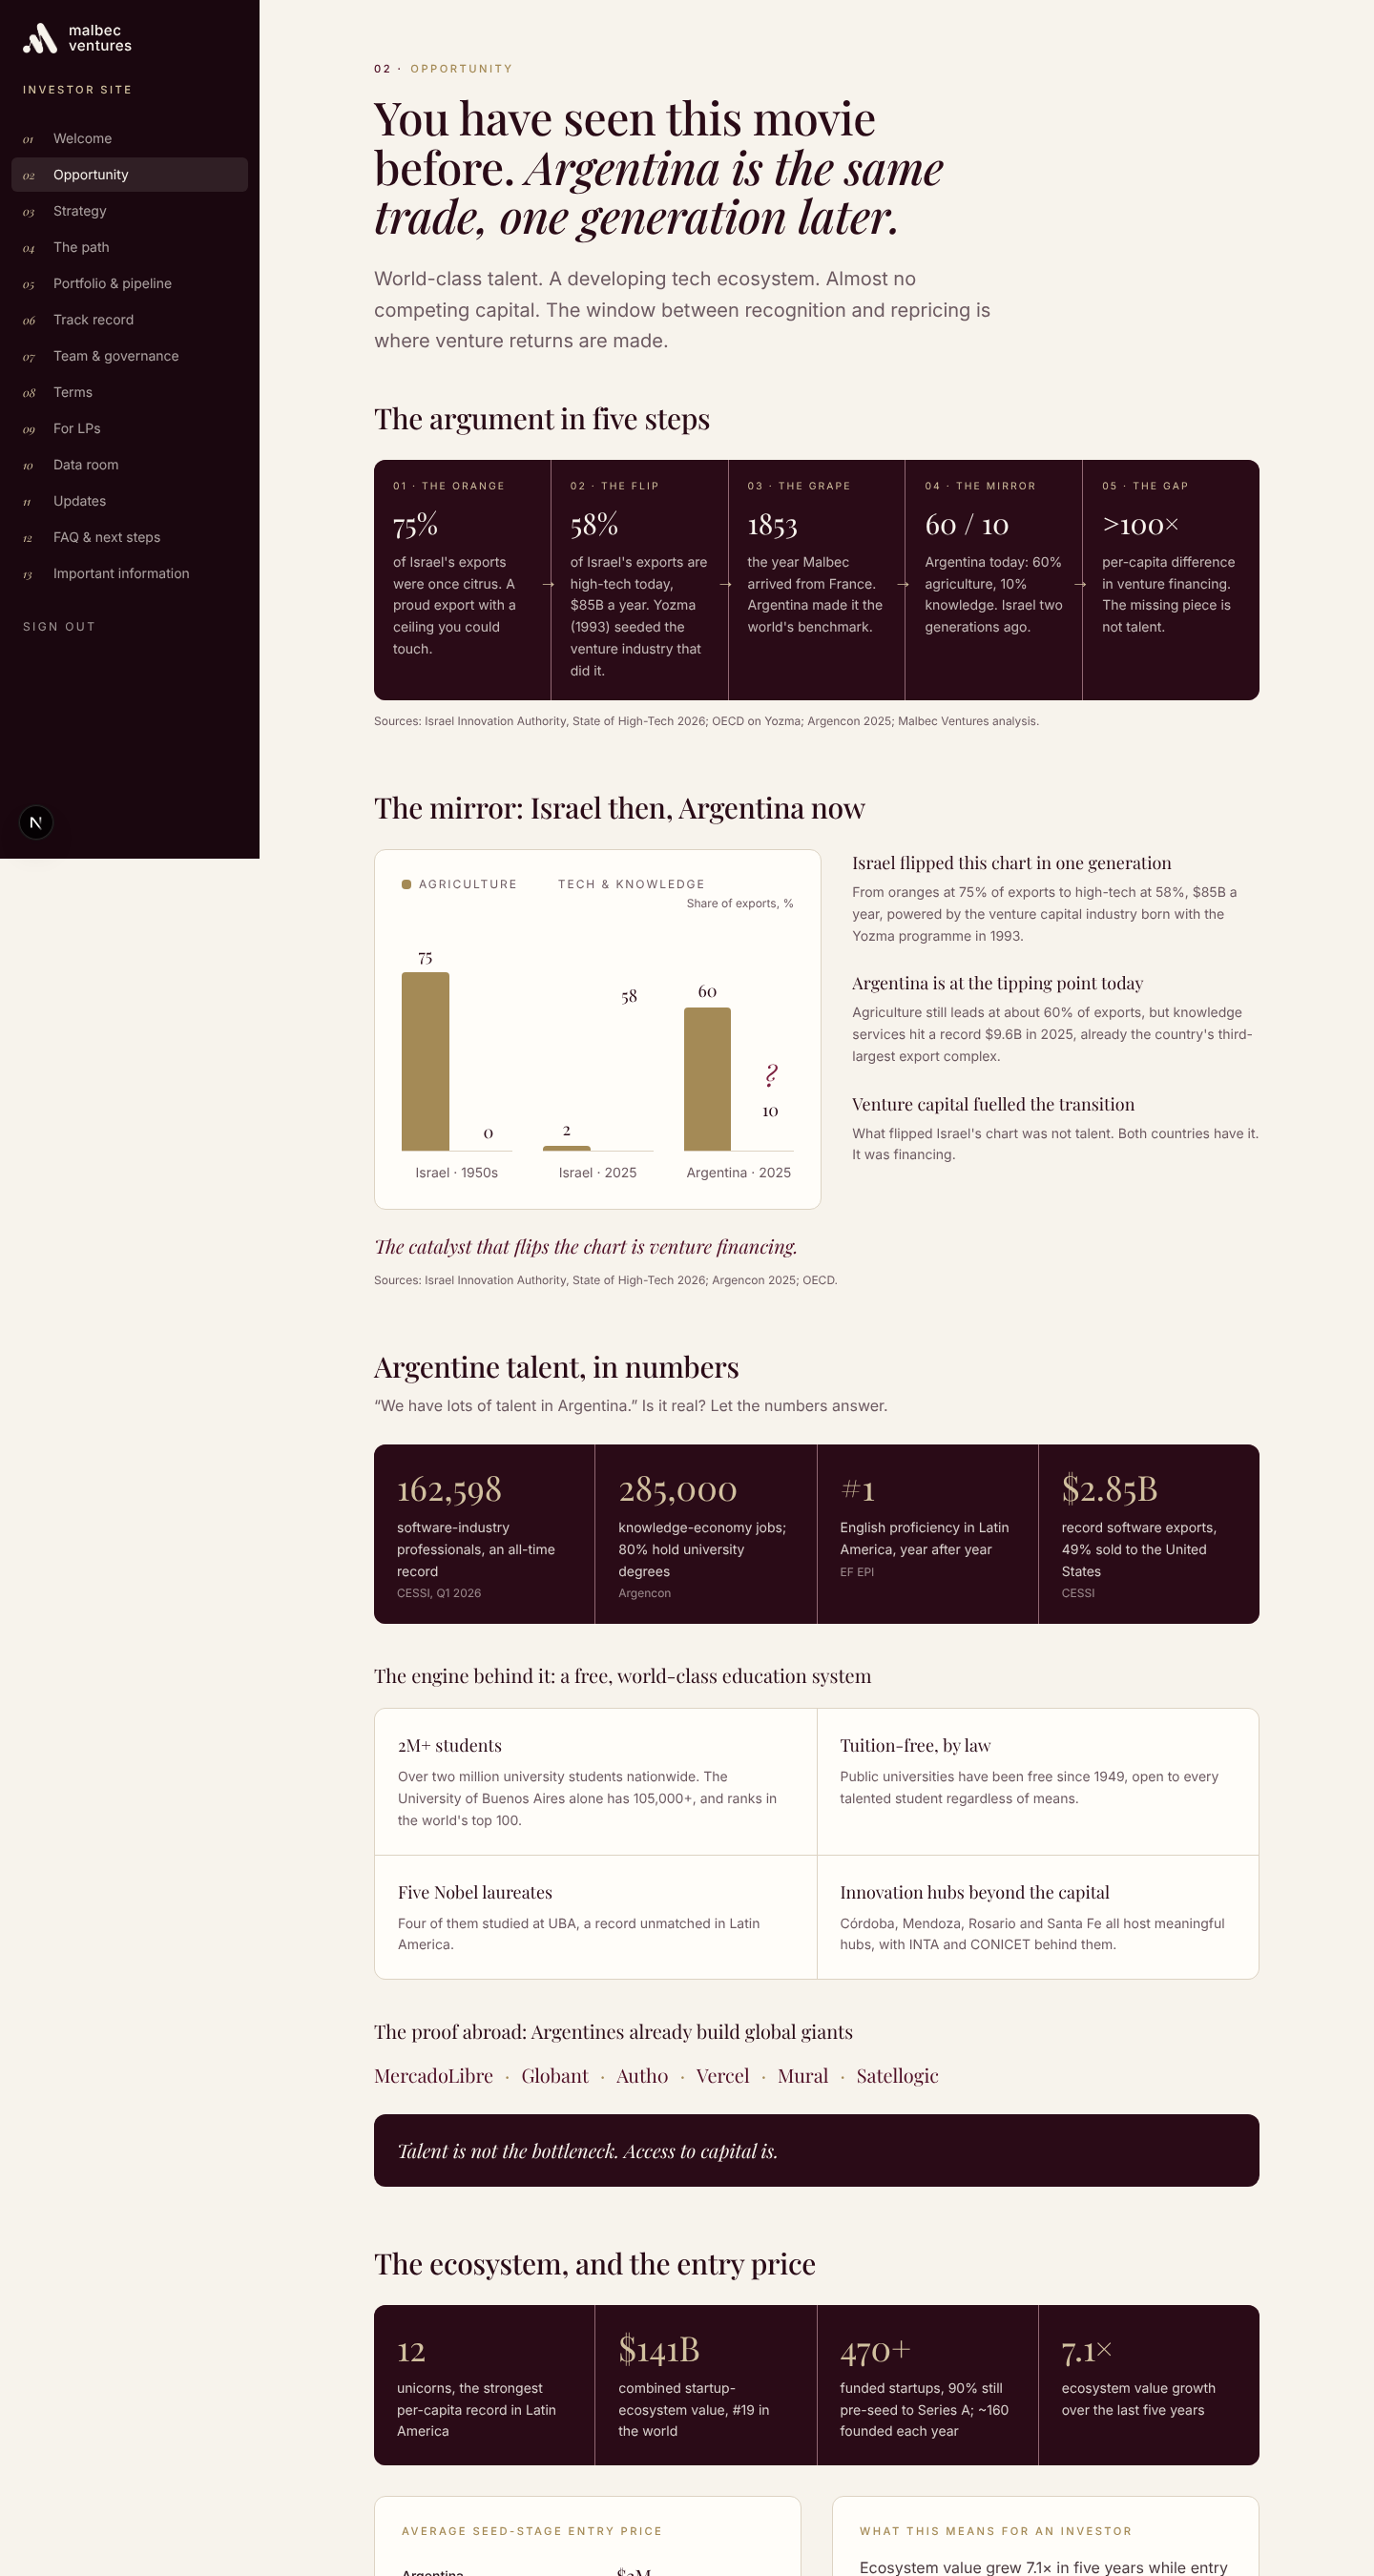 malbec
ventures
INVESTOR SITE
01 Welcome
02 Opportunity
03 Strategy
04 The path
05 Portfolio & pipeline
06 Track record
07 Team & governance
08 Terms
09 For LPs
10 Data room
11 Updates
12 FAQ & next steps
13 Important information
SIGN OUT
N
02 · OPPORTUNITY
You have seen this movie
before. Argentina is the same
trade, one generation later.
World-class talent. A developing tech ecosystem. Almost no
competing capital. The window between recognition and repricing is
where venture returns are made.
The argument in five steps
01 · THE ORANGE
75%
of Israel's exports
were once citrus. A
proud export with a
ceiling you could
touch.
→
02 · THE FLIP
58%
of Israel's exports are
high-tech today,
$85B a year. Yozma
(1993) seeded the
venture industry that
did it.
→
03 · THE GRAPE
1853
the year Malbec
arrived from France.
Argentina made it the
world's benchmark.
→
04 · THE MIRROR
60 / 10
Argentina today: 60%
agriculture, 10%
knowledge. Israel two
generations ago.
→
05 · THE GAP
>100×
per-capita difference
in venture financing.
The missing piece is
not talent.
Sources: Israel Innovation Authority, State of High-Tech 2026; OECD on Yozma; Argencon 2025; Malbec Ventures analysis.
The mirror: Israel then, Argentina now
AGRICULTURE TECH & KNOWLEDGE
Share of exports, %
75
0
2
58
60
?
10
Israel · 1950s
Israel · 2025
Argentina · 2025
Israel flipped this chart in one generation
From oranges at 75% of exports to high-tech at 58%, $85B a
year, powered by the venture capital industry born with the
Yozma programme in 1993.
Argentina is at the tipping point today
Agriculture still leads at about 60% of exports, but knowledge
services hit a record $9.6B in 2025, already the country's third-
largest export complex.
Venture capital fuelled the transition
What flipped Israel's chart was not talent. Both countries have it.
It was financing.
The catalyst that flips the chart is venture financing.
Sources: Israel Innovation Authority, State of High-Tech 2026; Argencon 2025; OECD.
Argentine talent, in numbers
“We have lots of talent in Argentina.” Is it real? Let the numbers answer.
162,598
software-industry
professionals, an all-time
record
CESSI, Q1 2026
285,000
knowledge-economy jobs;
80% hold university
degrees
Argencon
#1
English proficiency in Latin
America, year after year
EF EPI
$2.85B
record software exports,
49% sold to the United
States
CESSI
The engine behind it: a free, world-class education system
2M+ students
Over two million university students nationwide. The
University of Buenos Aires alone has 105,000+, and ranks in
the world's top 100.
Tuition-free, by law
Public universities have been free since 1949, open to every
talented student regardless of means.
Five Nobel laureates
Four of them studied at UBA, a record unmatched in Latin
America.
Innovation hubs beyond the capital
Córdoba, Mendoza, Rosario and Santa Fe all host meaningful
hubs, with INTA and CONICET behind them.
The proof abroad: Argentines already build global giants
MercadoLibre · Globant · Auth0 · Vercel · Mural · Satellogic
Talent is not the bottleneck. Access to capital is.
The ecosystem, and the entry price
12
unicorns, the strongest
per-capita record in Latin
America
$141B
combined startup-
ecosystem value, #19 in
the world
470+
funded startups, 90% still
pre-seed to Series A; ~160
founded each year
7.1×
ecosystem value growth
over the last five years
AVERAGE SEED-STAGE ENTRY PRICE
Argentina
WHAT THIS MEANS FOR AN INVESTOR
Ecosystem value grew 7.1× in five years while entry